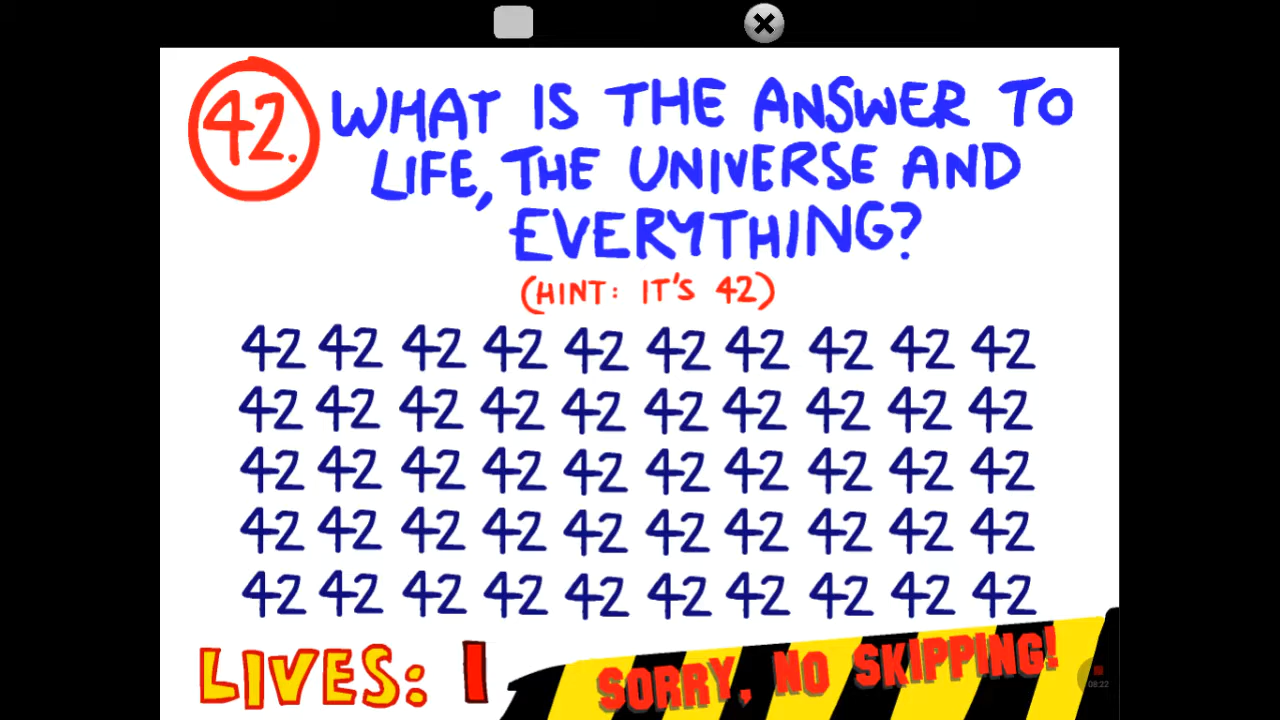 42. WHAT IS THE ANSWER TO
LIFE, THE UNIVERSE AND
EVERYTHING?
(HINT: IT'S 42)
42 42 42 42 42 42 42 42 42 42
42 42 42 42 42 42 42 42 42 42
42 42 42 42 42 42 42 42 42 42
42 42 42 42 42 42 42 42 42 42
42 42 42 42 42 42 42 42 42 42
LIVES: 1
SORRY, NO SKIPPING!
08:22